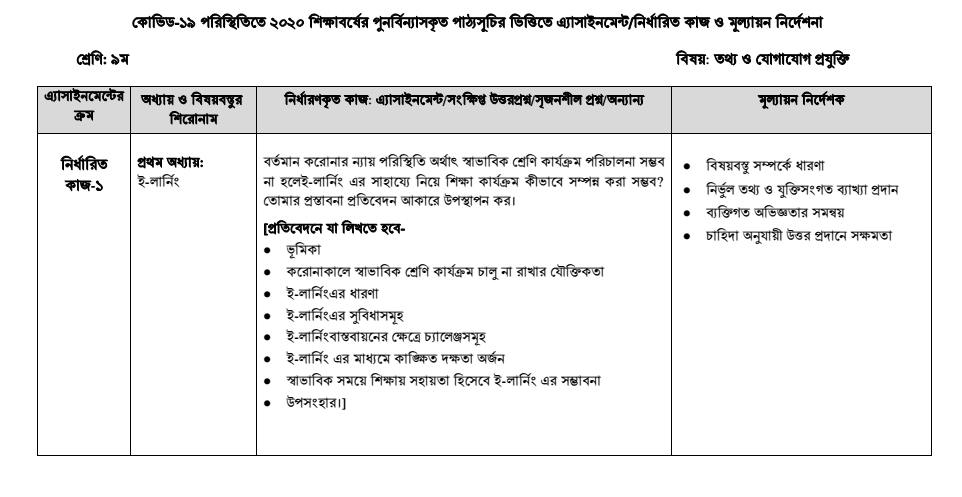 কোভিড-১৯ পরিস্থিতিতে ২০২০ শিক্ষাবর্ষের পুনর্বিন্যাসকৃত পাঠ্যসূচির ভিত্তিতে এ্যাসাইনমেন্ট/নির্ধারিত কাজ ও মূল্যায়ন নির্দেশনা
শ্রেণি: ৯ম
বিষয়: তথ্য ও যোগাযোগ প্রযুক্তি
এ্যাসাইনমেন্টের
ক্রম
অধ্যায় ও বিষয়বস্তুর
শিরোনাম
নির্ধারণকৃত কাজ: এ্যাসাইনমেন্ট/সংক্ষিপ্ত উত্তরপ্রশ্ন/সৃজনশীল প্রশ্ন/অন্যান্য
মূল্যায়ন নির্দেশক
নির্ধারিত
কাজ-১
প্রথম অধ্যায়:
ই-লার্নিং
বর্তমান করোনার ন্যায় পরিস্থিতি অর্থাৎ স্বাভাবিক শ্রেণি কার্যক্রম পরিচালনা সম্ভব
না হলেই-লার্নিং এর সাহায্যে নিয়ে শিক্ষা কার্যক্রম কীভাবে সম্পন্ন করা সম্ভব?
তোমার প্রস্তাবনা প্রতিবেদন আকারে উপস্থাপন কর।
[প্রতিবেদনে যা লিখতে হবে-
● ভূমিকা
● করোনাকালে স্বাভাবিক শ্রেণি কার্যক্রম চালু না রাখার যৌক্তিকতা
● ই-লার্নিংএর ধারণা
● ই-লার্নিংএর সুবিধাসমূহ
● ই-লার্নিংবাস্তবায়নের ক্ষেত্রে চ্যালেঞ্জসমূহ
● ই-লার্নিং এর মাধ্যমে কাঙ্ক্ষিত দক্ষতা অর্জন
● স্বাভাবিক সময়ে শিক্ষায় সহায়তা হিসেবে ই-লার্নিং এর সম্ভাবনা
● উপসংহার।]
● বিষয়বস্তু সম্পর্কে ধারণা
● নির্ভুল তথ্য ও যুক্তিসংগত ব্যাখ্যা প্রদান
● ব্যক্তিগত অভিজ্ঞতার সমন্বয়
● চাহিদা অনুযায়ী উত্তর প্রদানে সক্ষমতা